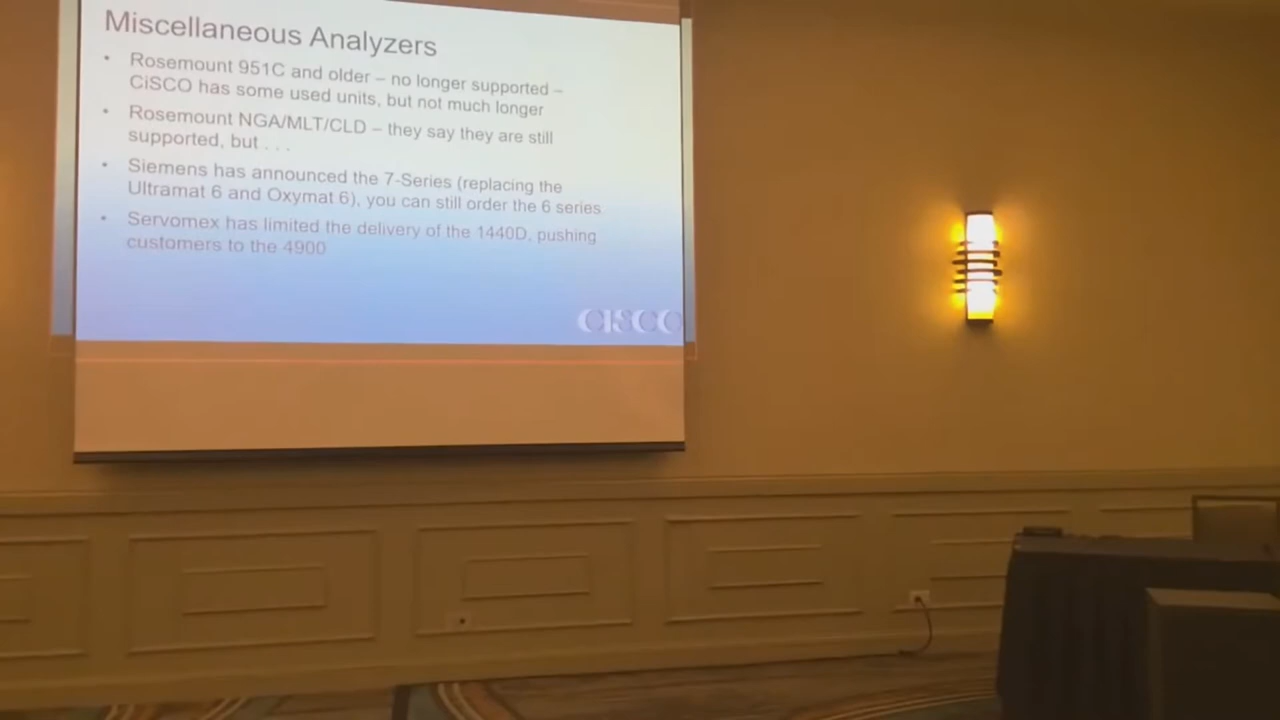 Miscellaneous Analyzers
• Rosemount 951C and older – no longer supported –
CiSCO has some used units, but not much longer
• Rosemount NGA/MLT/CLD – they say they are still
supported, but . . .
• Siemens has announced the 7-Series (replacing the
Ultramat 6 and Oxymat 6), you can still order the 6 series
• Servomex has limited the delivery of the 1440D, pushing
customers to the 4900
CiSCO